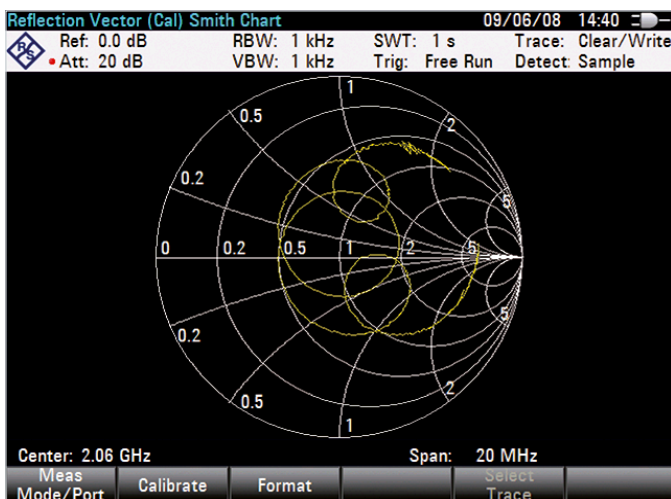 Reflection Vector (Cal) Smith Chart 09/06/08 14:40
Ref: 0.0 dB RBW: 1 kHz SWT: 1 s Trace: Clear/Write
Att: 20 dB VBW: 1 kHz Trig: Free Run Detect: Sample
R&S
1
0.5 2
0.2 5
0 0.2 0.5 1 2 5
0.2 5
0.5 2
1
Center: 2.06 GHz Span: 20 MHz
Meas Mode/Port Calibrate Format Select Trace